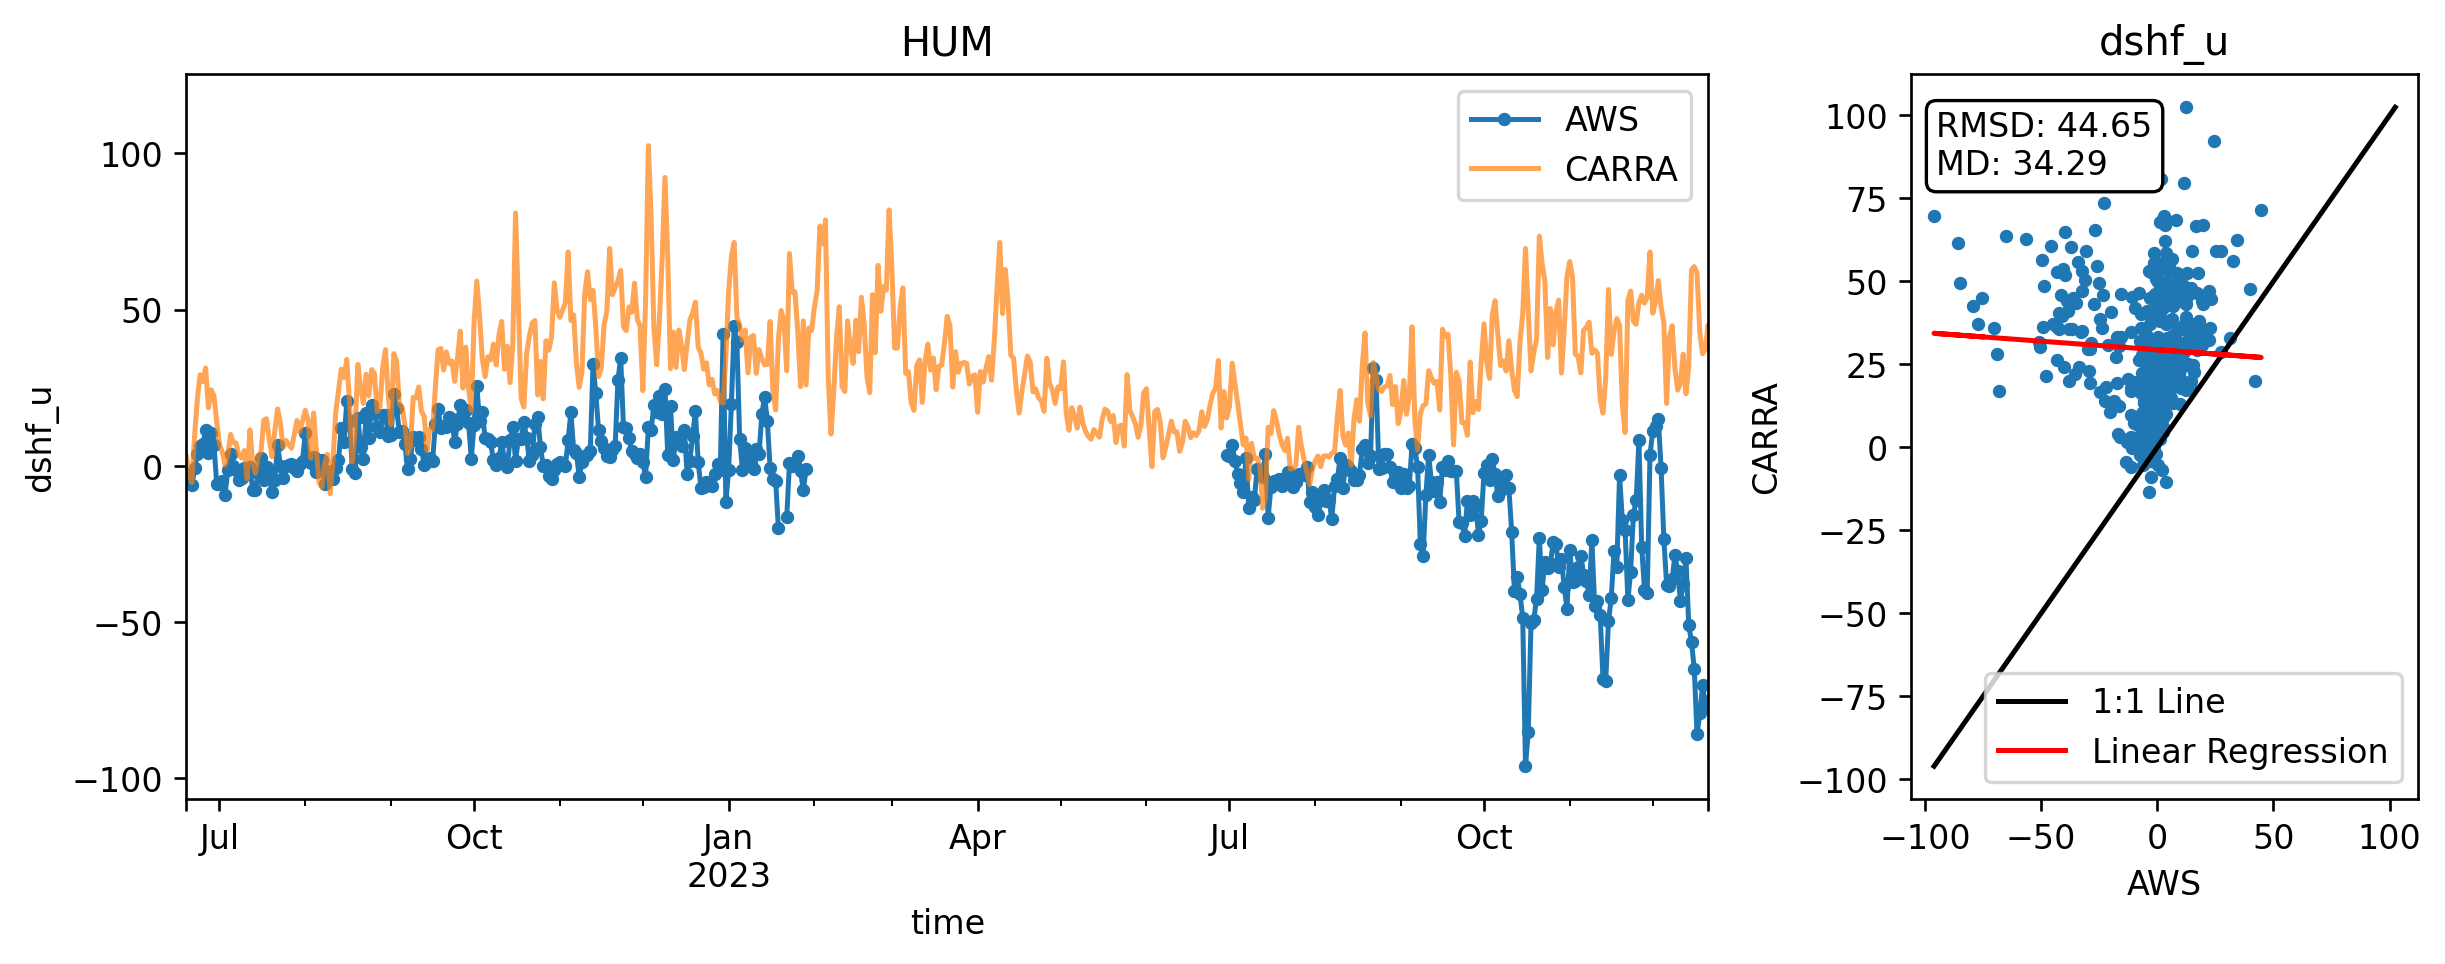 HUM
dshf_u
100
50
0
−50
−100
AWS
CARRA
Jul
Oct
Jan
2023
Apr
Jul
Oct
time
dshf_u
CARRA
100
75
50
25
0
−25
−50
−75
−100
RMSD: 44.65
MD: 34.29
1:1 Line
Linear Regression
−100
−50
0
50
100
AWS